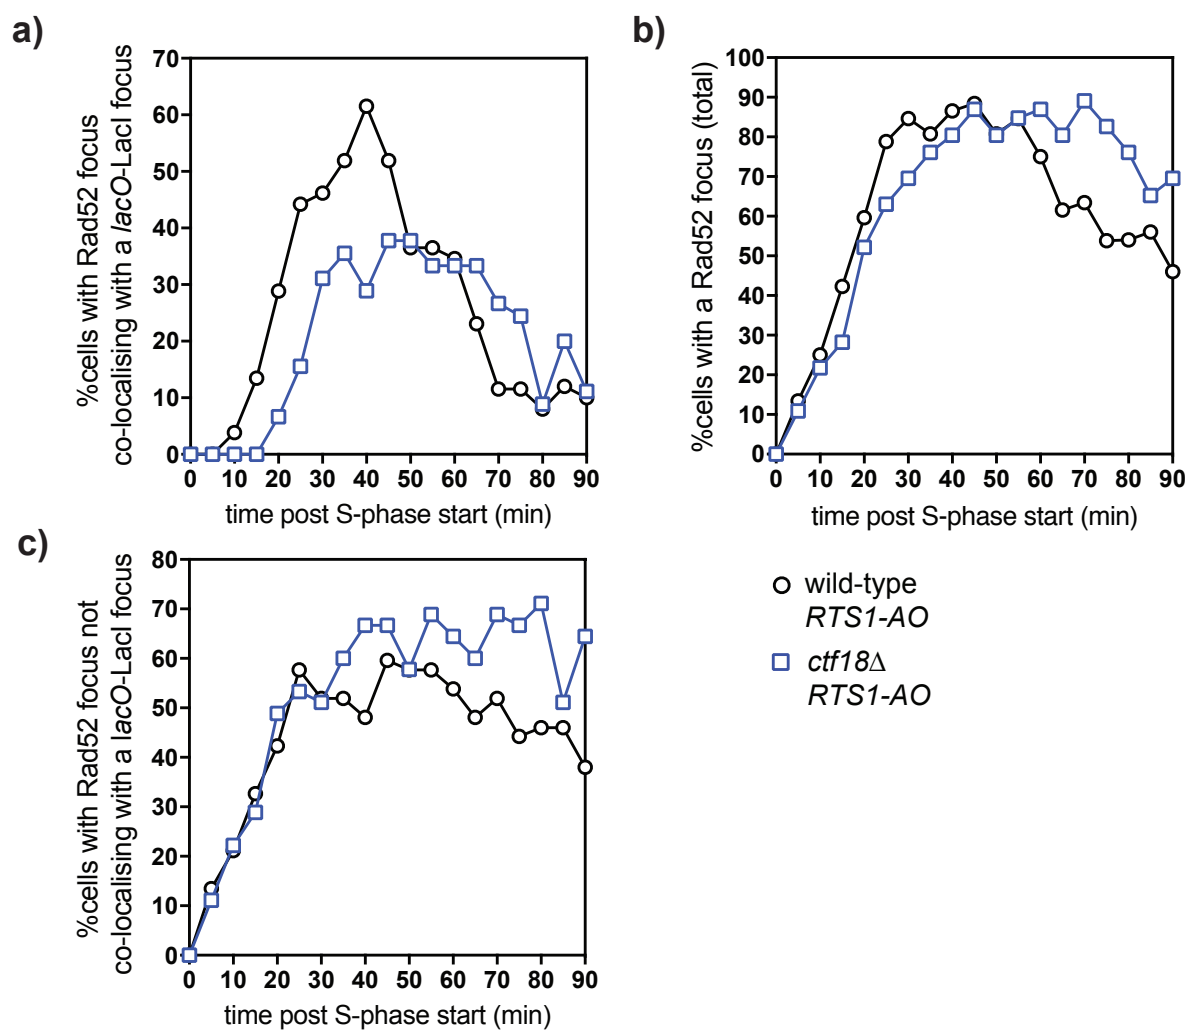 a)
%cells with Rad52 focus
co-localising with a lacO-LacI focus
70
60
50
40
30
20
10
0
0 10 20 30 40 50 60 70 80 90
time post S-phase start (min)
b)
%cells with a Rad52 focus (total)
100
90
80
70
60
50
40
30
20
10
0
0 10 20 30 40 50 60 70 80 90
time post S-phase start (min)
c)
%cells with Rad52 focus not
co-localising with a lacO-LacI focus
80
70
60
50
40
30
20
10
0
0 10 20 30 40 50 60 70 80 90
time post S-phase start (min)
wild-type
RTS1-AO
ctf18Δ
RTS1-AO